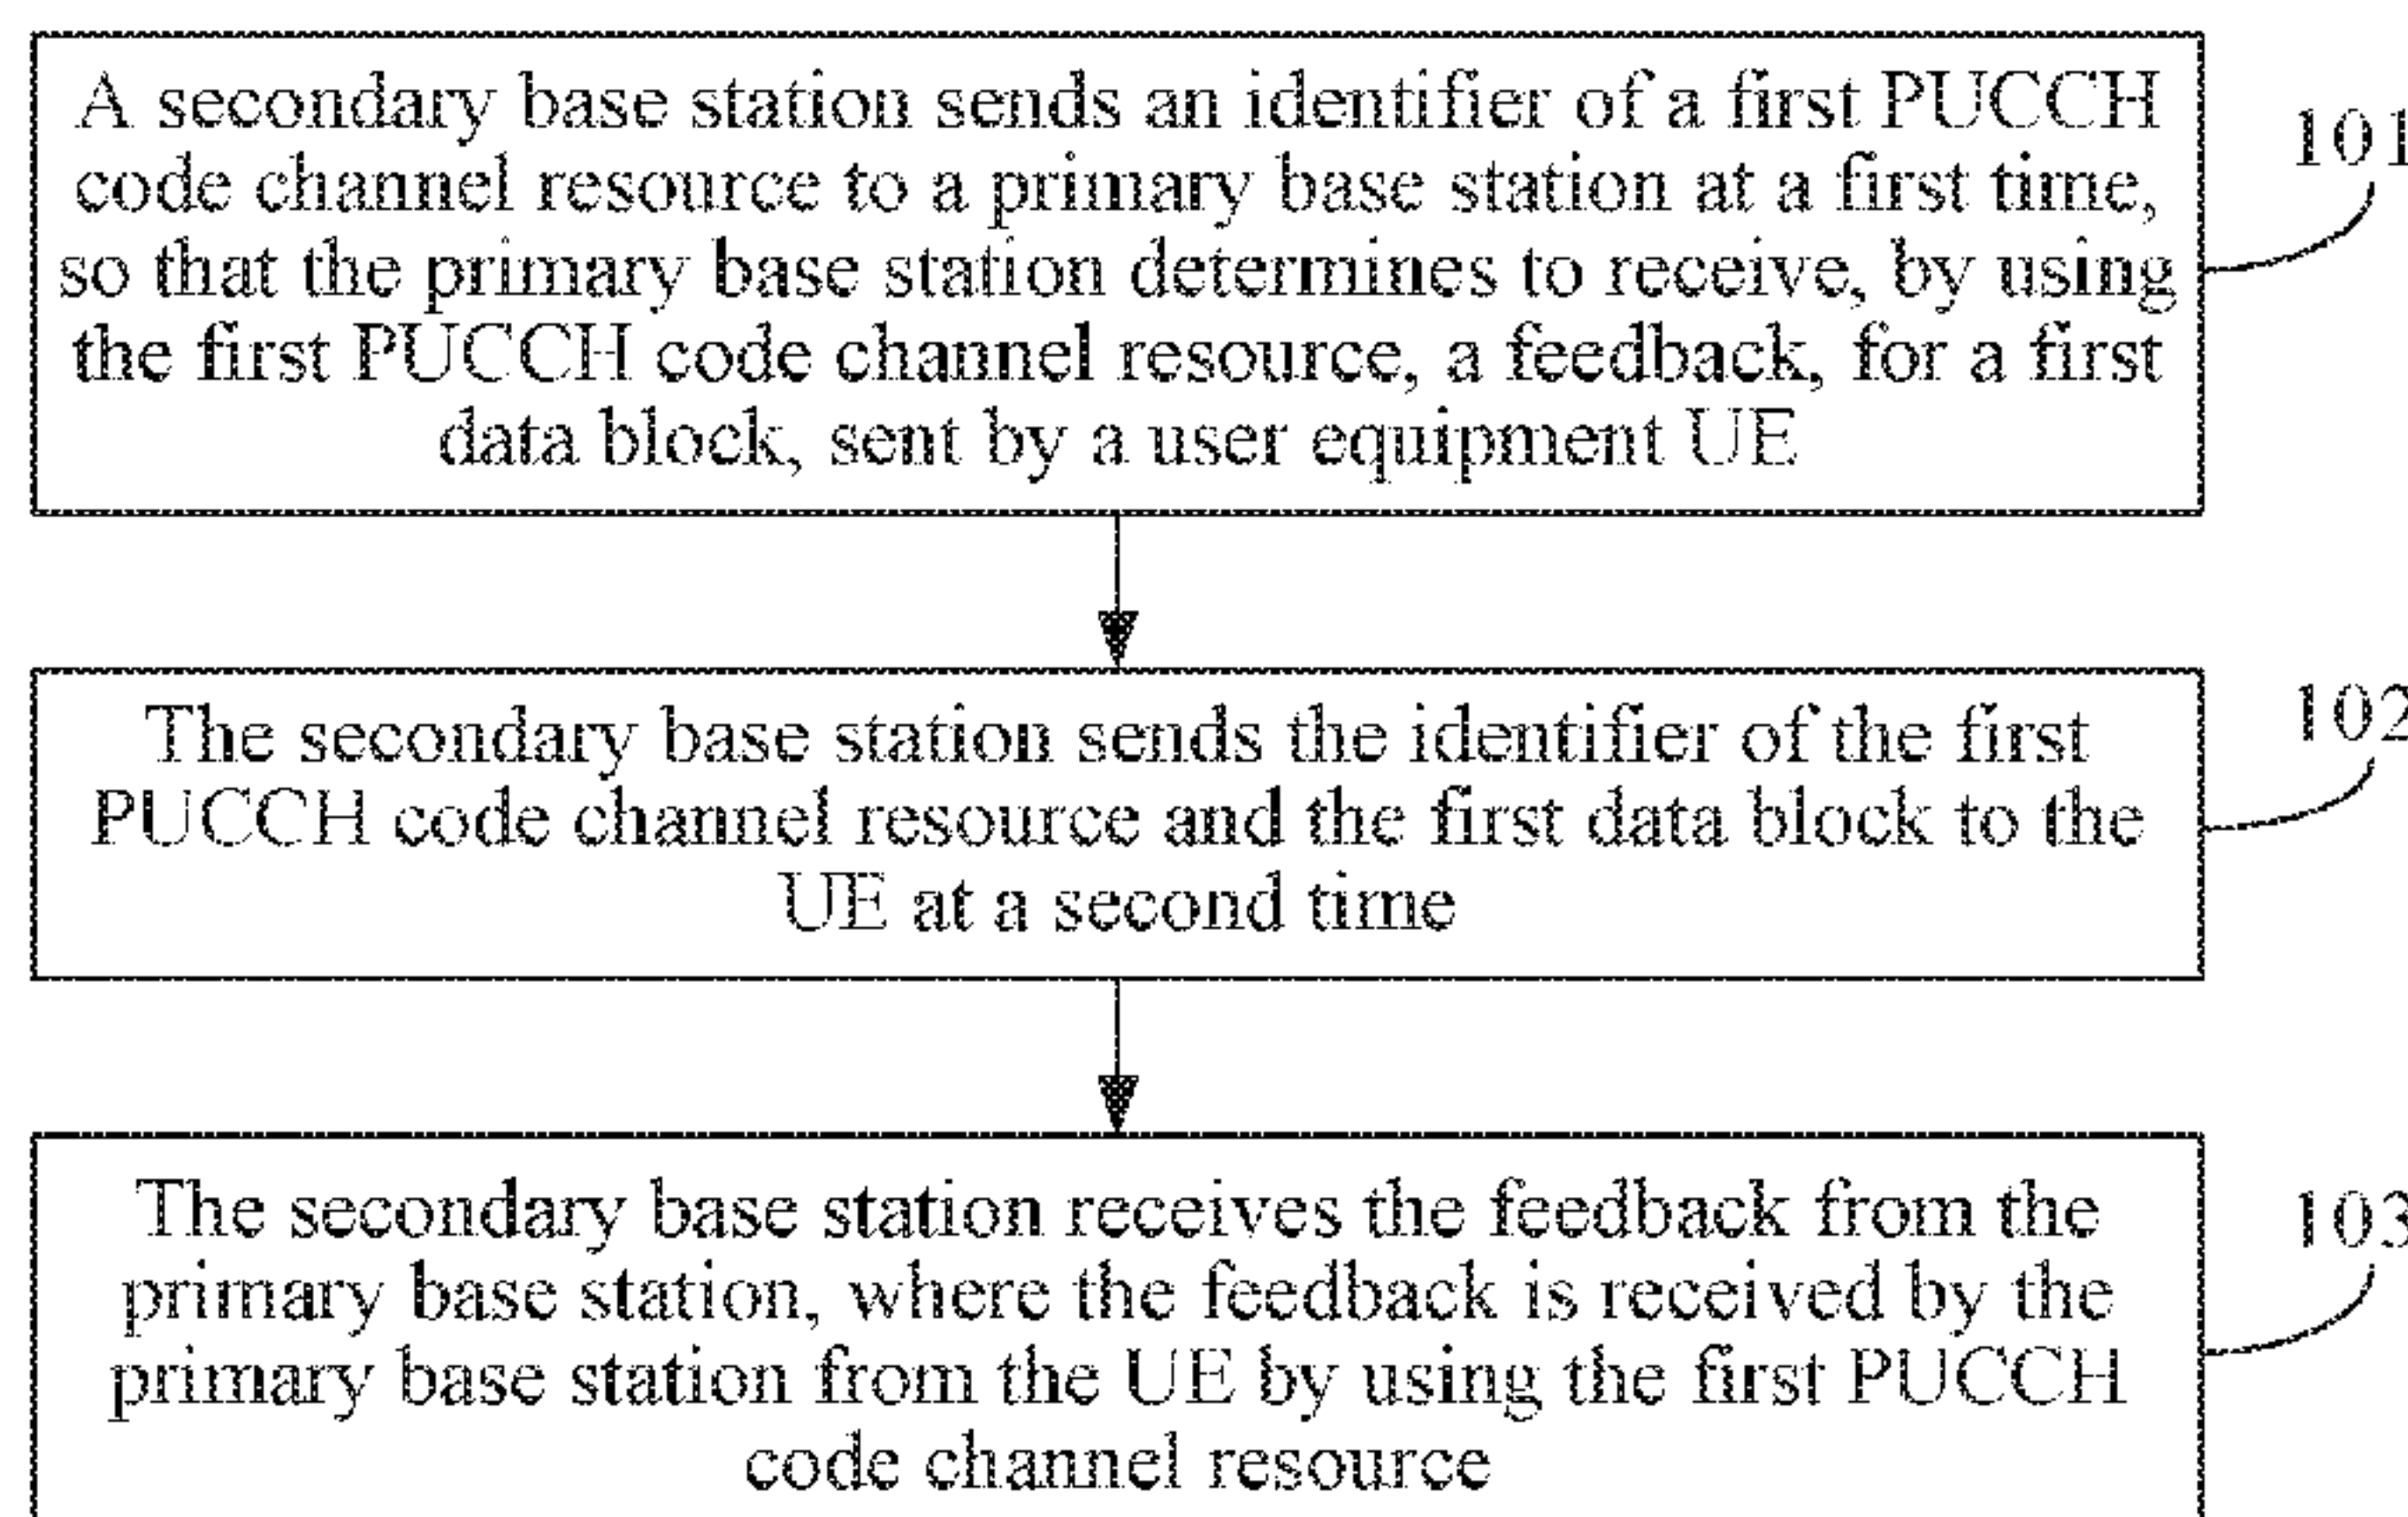 A secondary base station sends an identifier of a first PUCCH
code channel resource to a primary base station at a first time,
so that the primary base station determines to receive, by using
the first PUCCH code channel resource, a feedback, for a first
data block, sent by a user equipment UE
101
The secondary base station sends the identifier of the first
PUCCH code channel resource and the first data block to the
UE at a second time
102
The secondary base station receives the feedback from the
primary base station, where the feedback is received by the
primary base station from the UE by using the first PUCCH
code channel resource
103